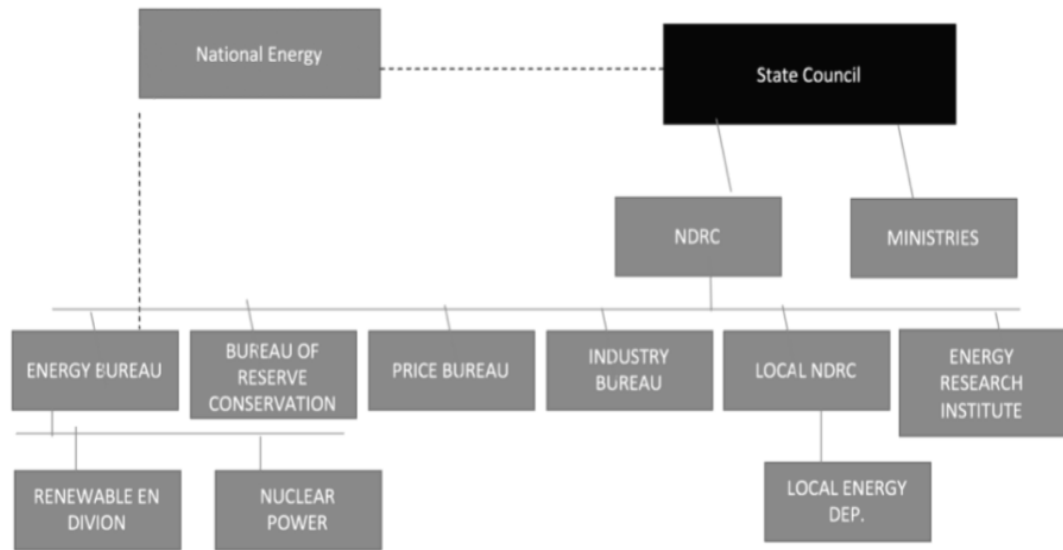 National Energy
State Council
NDRC
MINISTRIES
ENERGY BUREAU
BUREAU OF
RESERVE
CONSERVATION
PRICE BUREAU
INDUSTRY
BUREAU
LOCAL NDRC
ENERGY
RESEARCH
INSTITUTE
RENEWABLE EN
DIVION
NUCLEAR
POWER
LOCAL ENERGY
DEP.